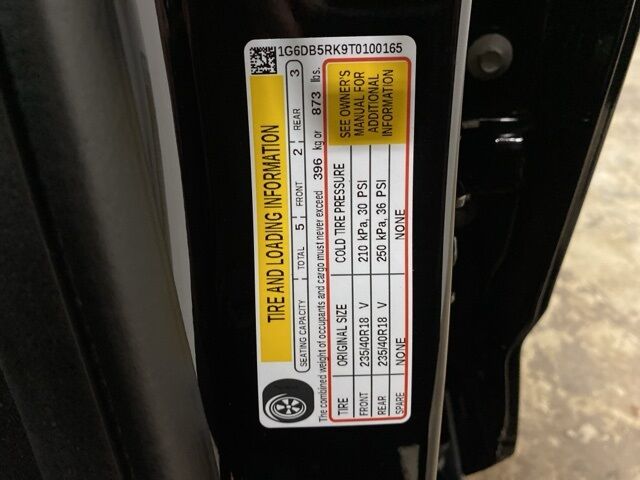 1G6DB5RK9T0100165
TIRE AND LOADING INFORMATION
SEATING CAPACITY TOTAL 5 FRONT 2 REAR 3
The combined weight of occupants and cargo must never exceed 396 kg or 873 lbs.
TIRE ORIGINAL SIZE COLD TIRE PRESSURE
FRONT 235/40R18 V 210 kPa, 30 PSI
REAR 235/40R18 V 250 kPa, 36 PSI
SPARE NONE NONE
SEE OWNER'S
MANUAL FOR
ADDITIONAL
INFORMATION